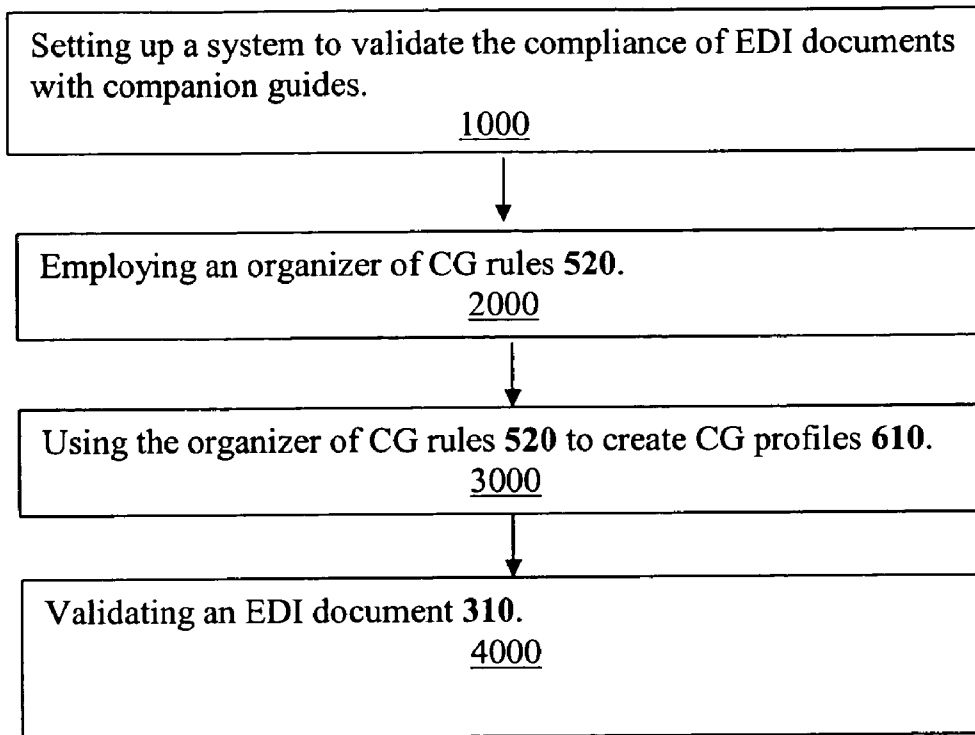 Setting up a system to validate the compliance of EDI documents
with companion guides.
1000
Employing an organizer of CG rules 520.
2000
Using the organizer of CG rules 520 to create CG profiles 610.
3000
Validating an EDI document 310.
4000